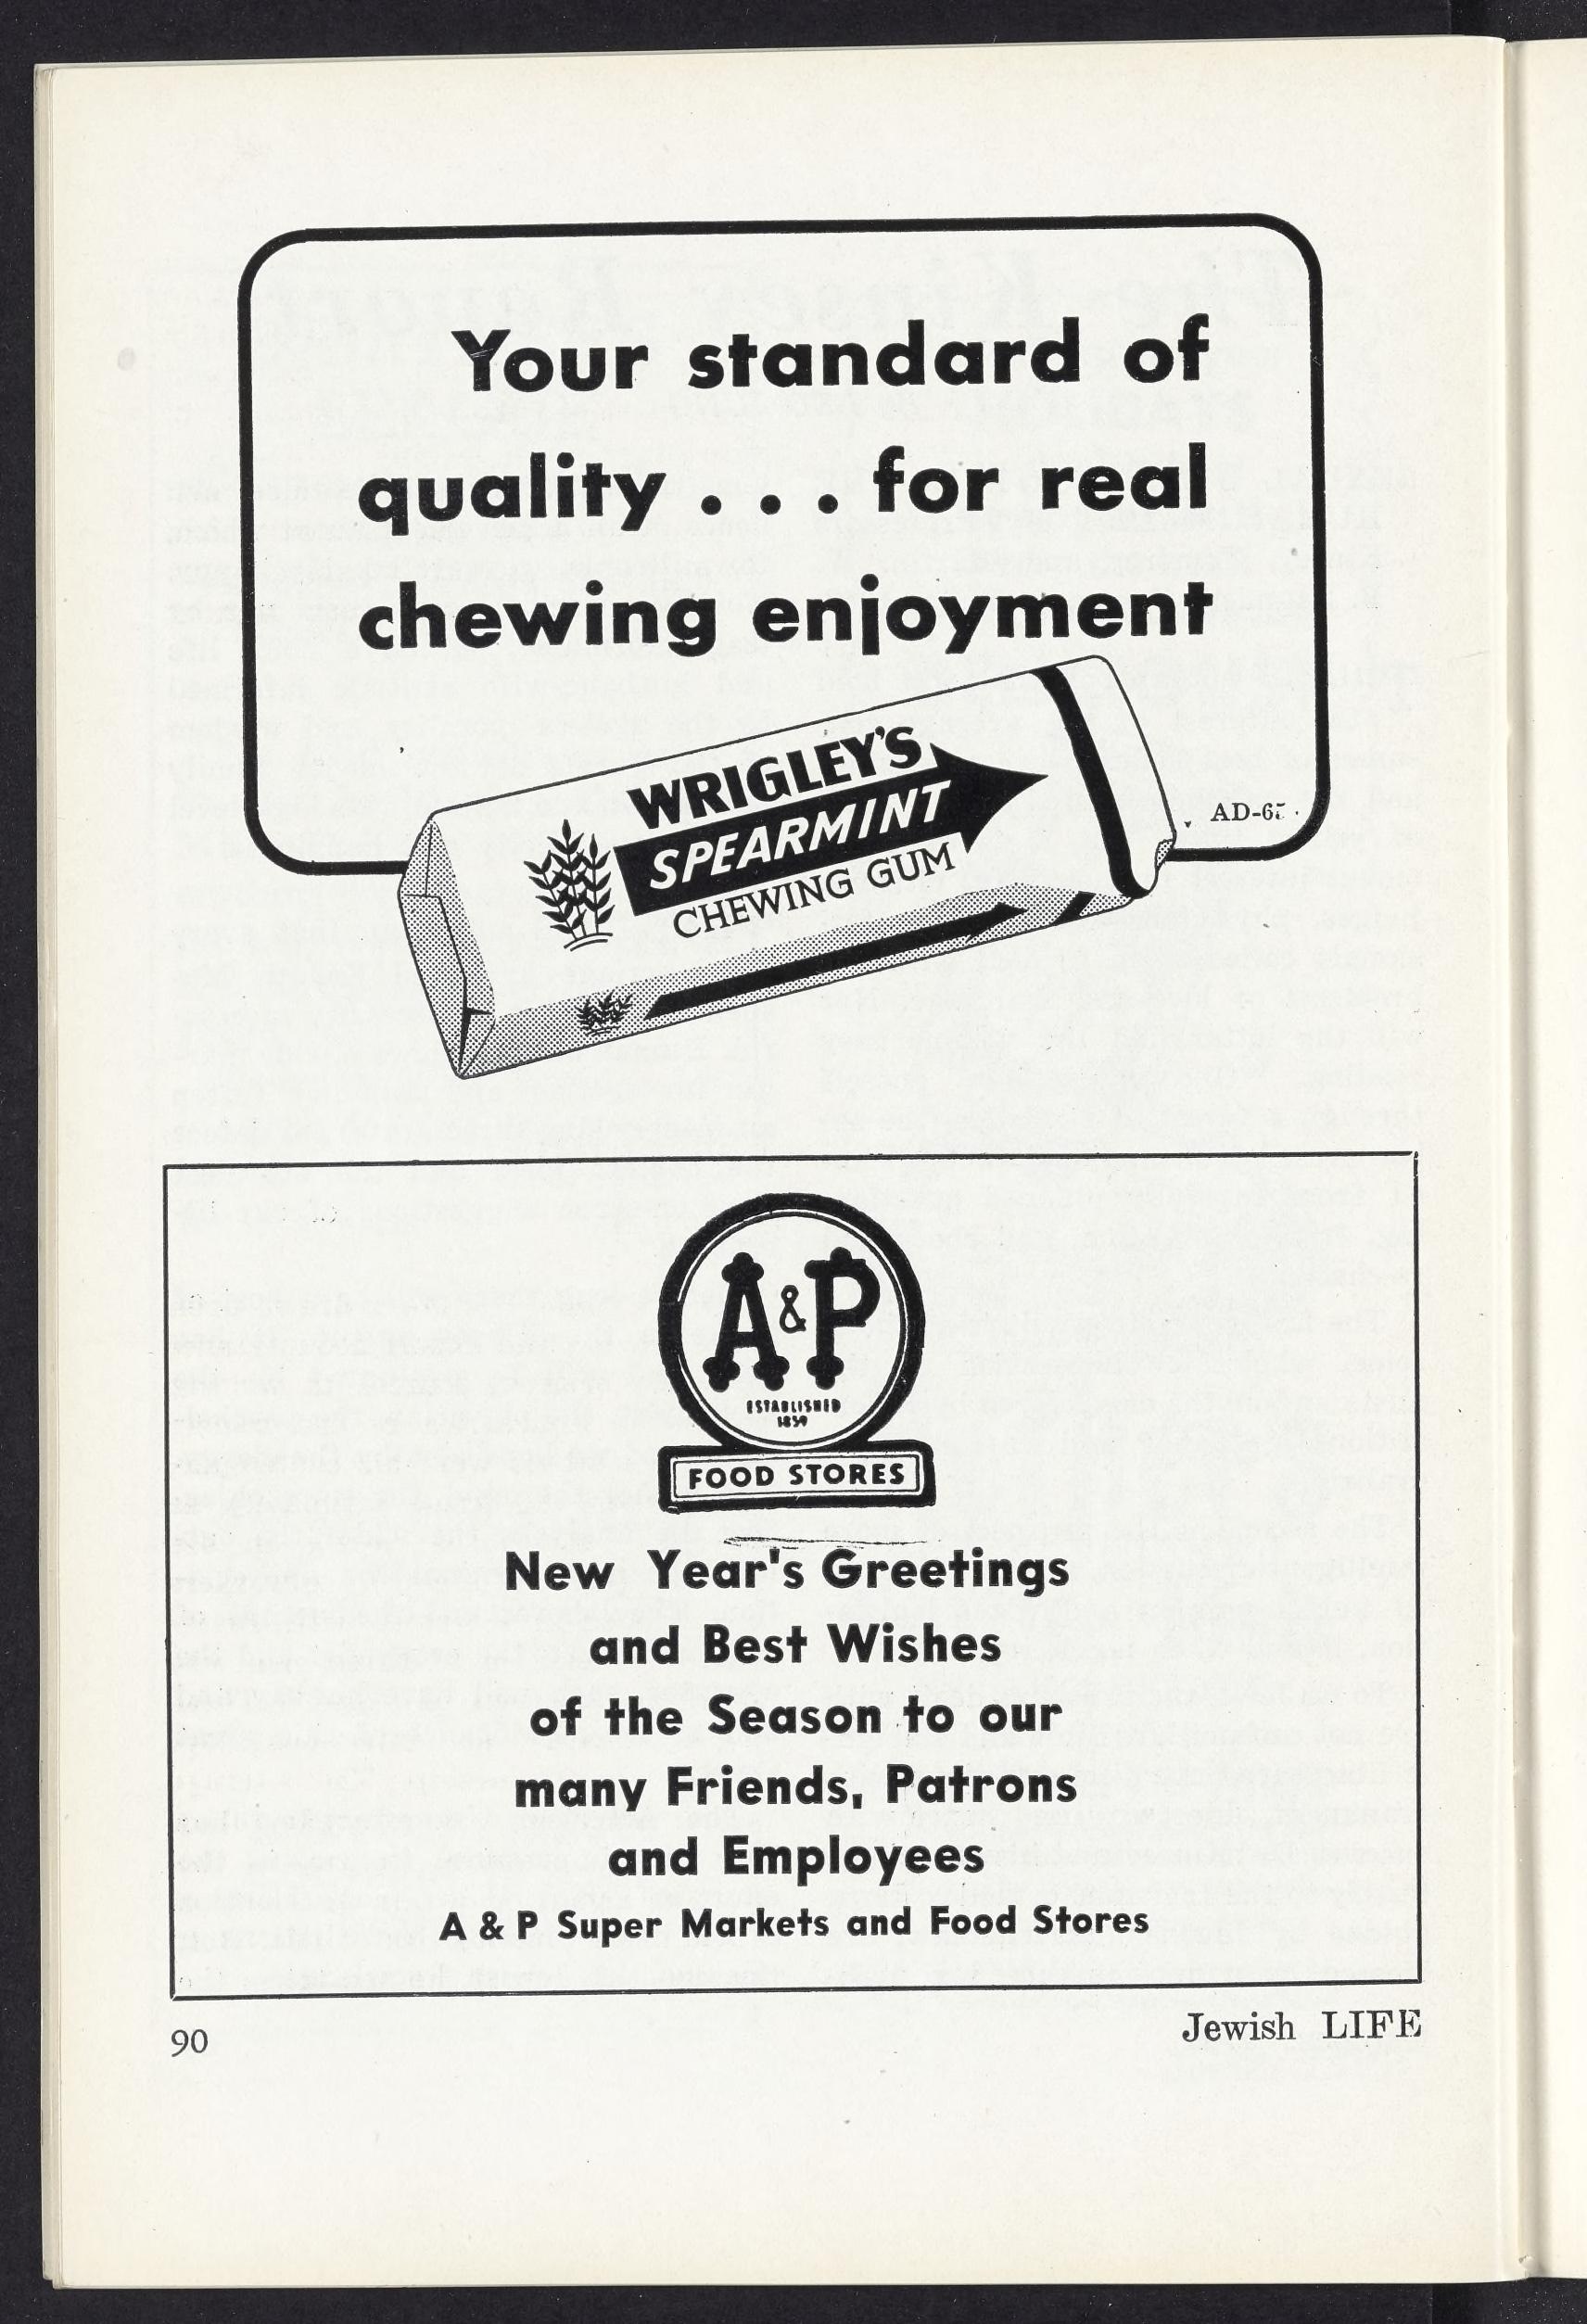 Your standard of
quality . . . for real
chewing enjoyment
WRIGLEY'S
SPEARMINT
CHEWING GUM
A&P
ESTABLISHED
1859
FOOD STORES
New Year's Greetings
and Best Wishes
of the Season to our
many Friends, Patrons
and Employees
A & P Super Markets and Food Stores
90
Jewish LIFE